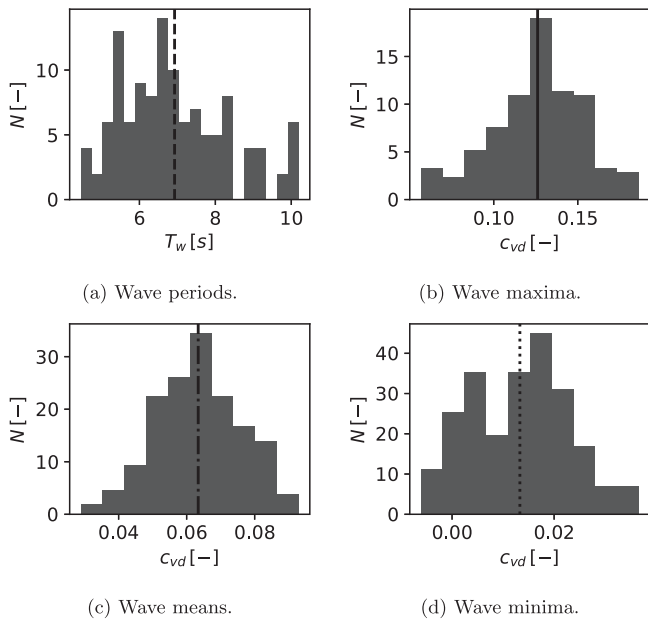 N [−]
10
5
0
6
8
10
T_w [s]
(a) Wave periods.
N [−]
15
10
5
0
0.10
0.15
c_vd [−]
(b) Wave maxima.
N [−]
30
20
10
0
0.04
0.06
0.08
c_vd [−]
(c) Wave means.
N [−]
40
30
20
10
0
0.00
0.02
c_vd [−]
(d) Wave minima.